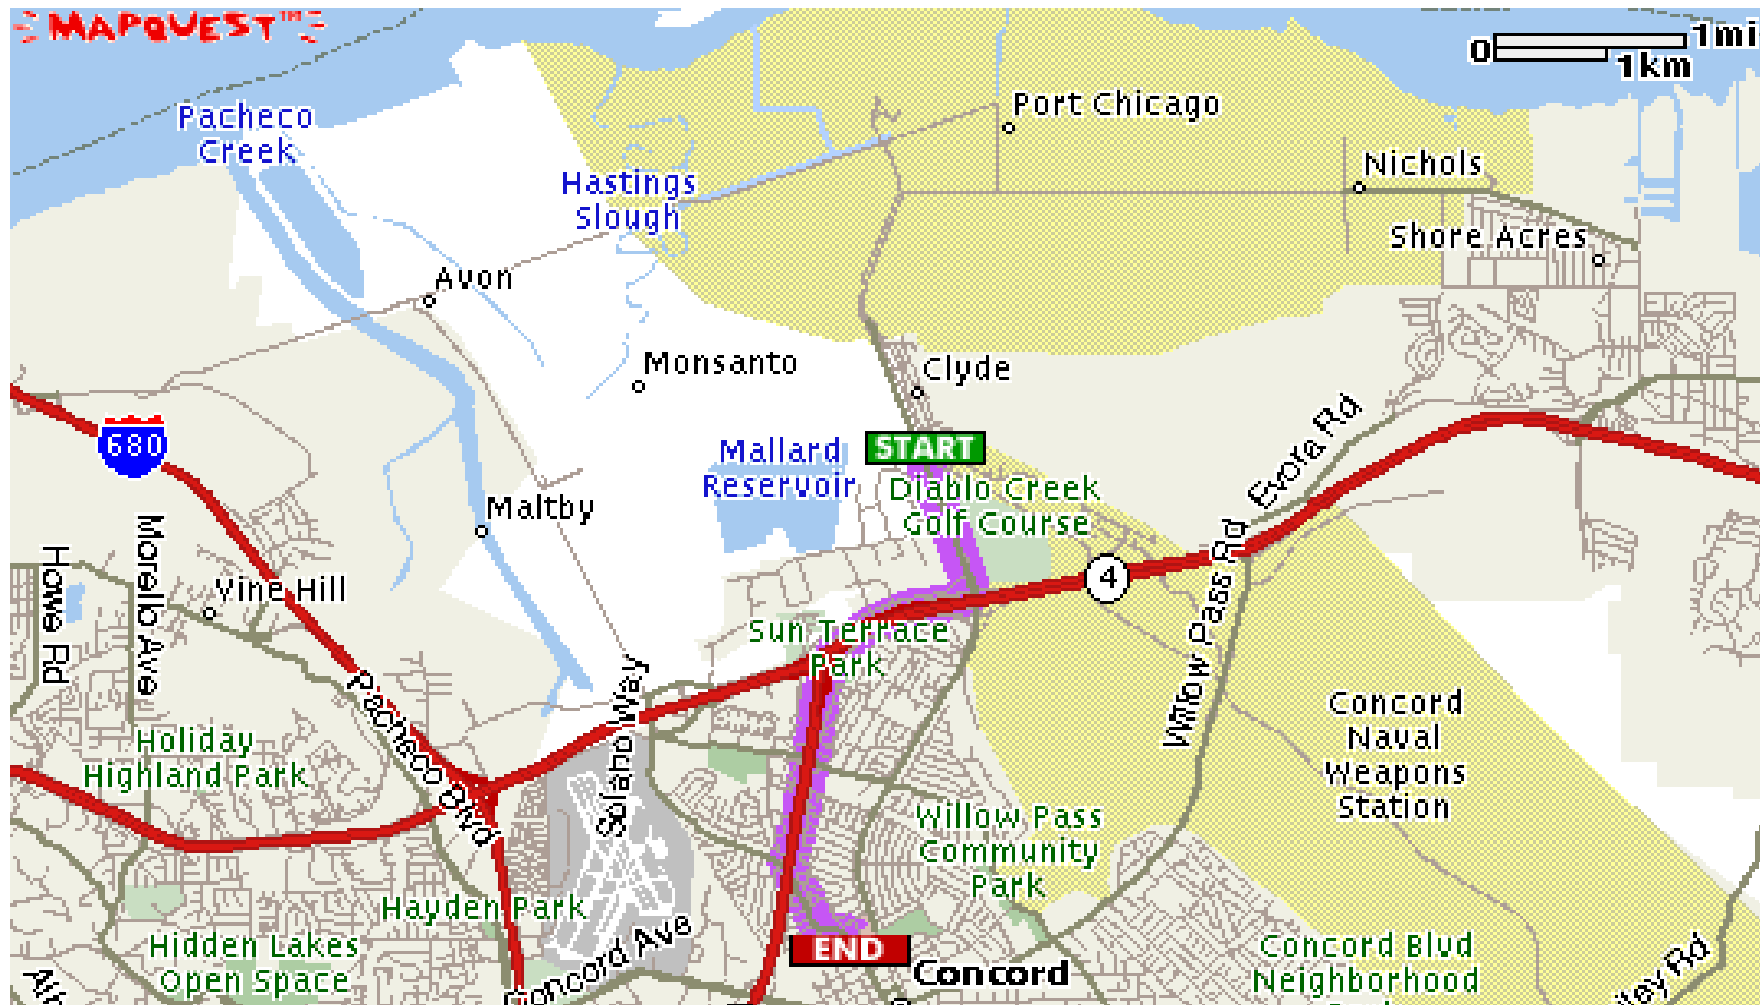 MAPQUEST™
0
1mi
1km
Pacheco
Creek
Port Chicago
Nichols
Hastings
Slough
Shore Acres
Avon
Monsanto
Clyde
680
Mallard
Reservoir
START
Evora Rd
Diablo Creek
Golf Course
Maltby
4
Howe Rd
Morello Ave
Vine Hill
Willow Pass Rd
Sun Terrace
Park
Solano Way
Pacheco Blvd
Concord
Naval
Weapons
Station
Holiday
Highland Park
Willow Pass
Community
Park
Hayden Park
Concord Ave
END
Concord
Hidden Lakes
Open Space
Concord Blvd
Neighborhood